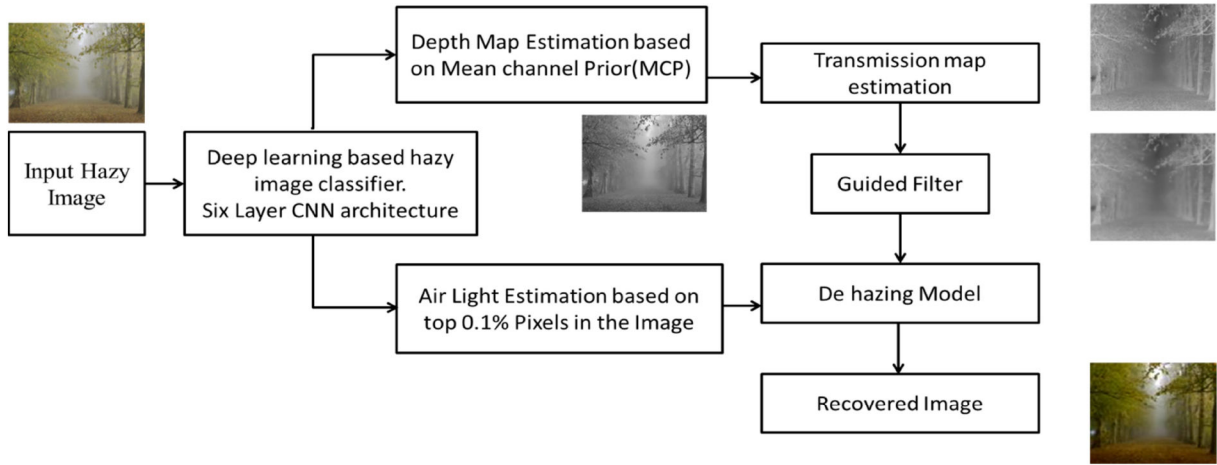 Input Hazy
Image
Deep learning based hazy
image classifier.
Six Layer CNN architecture
Depth Map Estimation based
on Mean channel Prior(MCP)
Transmission map
estimation
Guided Filter
Air Light Estimation based on
top 0.1% Pixels in the Image
De hazing Model
Recovered Image